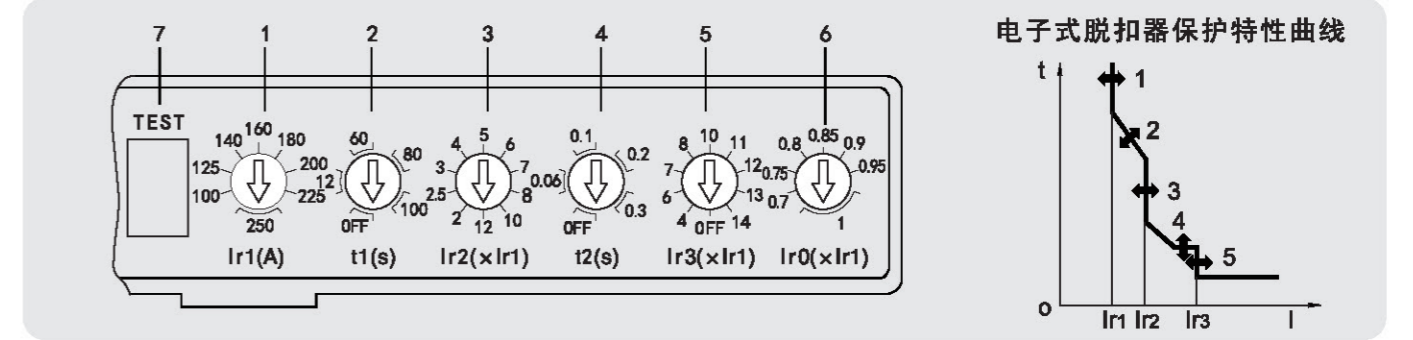 7 1 2 3 4 5 6
TEST
100 125 140 160 180 200 225 250
Ir1(A)
OFF 12 60 80 100
t1(s)
2 2.5 3 4 5 6 7 8 10 12
Ir2(×Ir1)
OFF 0.06 0.1 0.2 0.3
t2(s)
4 6 7 8 10 11 12 13 14 OFF
Ir3(×Ir1)
0.7 0.75 0.8 0.85 0.9 0.95 1
Ir0(×Ir1)
电子式脱扣器保护特性曲线
t
1
2
3
4
5
o
Ir1 Ir2 Ir3 I